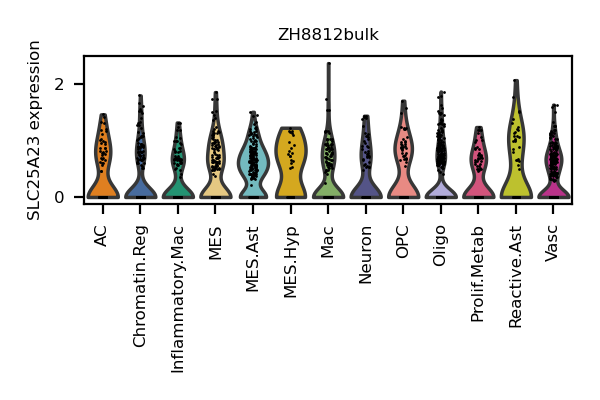 ZH8812bulk
SLC25A23 expression
2
0
AC
Chromatin.Reg
Inflammatory.Mac
MES
MES.Ast
MES.Hyp
Mac
Neuron
OPC
Oligo
Prolif.Metab
Reactive.Ast
Vasc